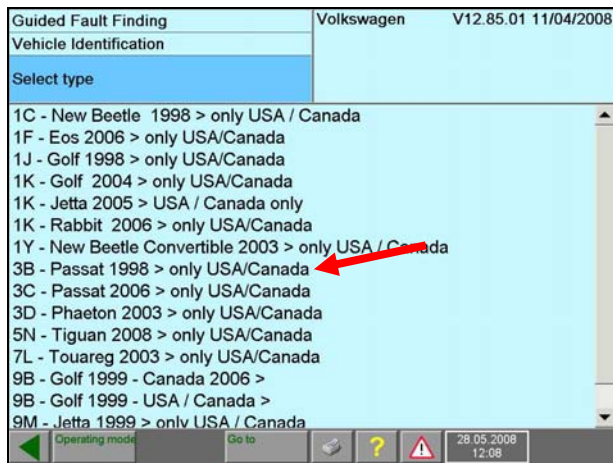 Guided Fault Finding
Volkswagen V12.85.01 11/04/2008
Vehicle Identification
Select type
1C - New Beetle 1998 > only USA / Canada
1F - Eos 2006 > only USA/Canada
1J - Golf 1998 > only USA/Canada
1K - Golf 2004 > only USA/Canada
1K - Jetta 2005 > USA / Canada only
1K - Rabbit 2006 > only USA/Canada
1Y - New Beetle Convertible 2003 > only USA / Canada
3B - Passat 1998 > only USA/Canada
3C - Passat 2006 > only USA/Canada
3D - Phaeton 2003 > only USA/Canada
5N - Tiguan 2008 > only USA/Canada
7L - Touareg 2003 > only USA/Canada
9B - Golf 1999 - Canada 2006 >
9B - Golf 1999 - USA / Canada >
9M - Jetta 1999 > only USA / Canada
Operating mode Go to ? ! 28.05.2008
12:08